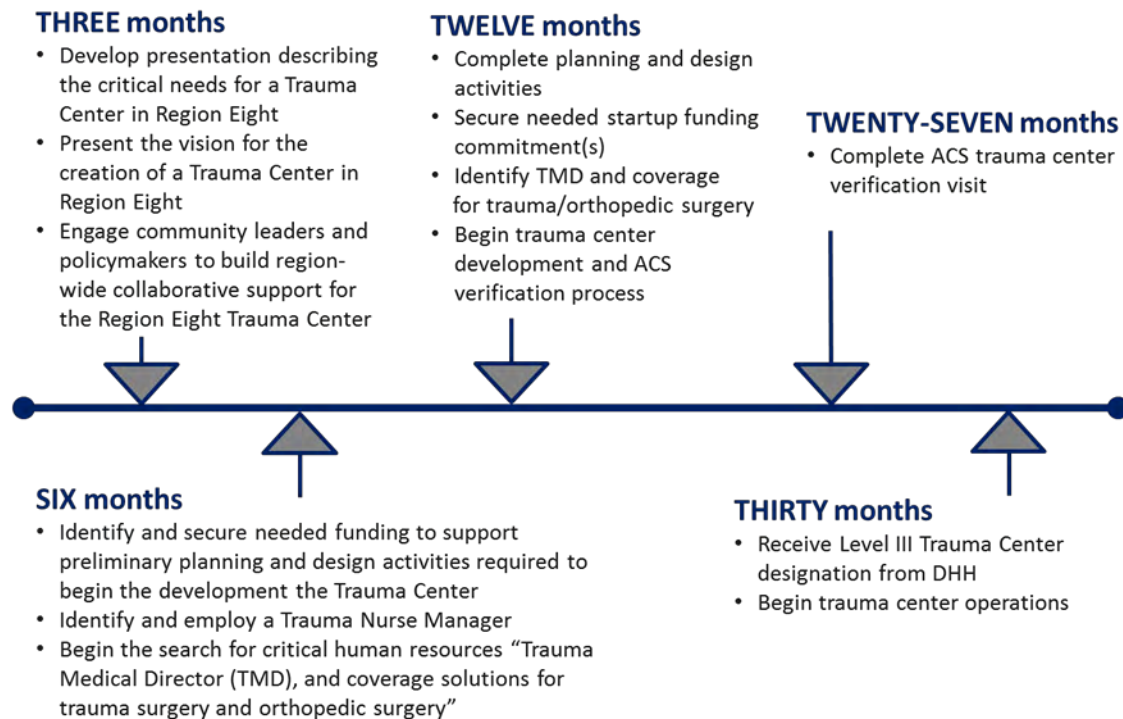 THREE months
• Develop presentation describing
the critical needs for a Trauma
Center in Region Eight
• Present the vision for the
creation of a Trauma Center in
Region Eight
• Engage community leaders and
policymakers to build region-
wide collaborative support for
the Region Eight Trauma Center
TWELVE months
• Complete planning and design
activities
• Secure needed startup funding
commitment(s)
• Identify TMD and coverage
for trauma/orthopedic surgery
• Begin trauma center
development and ACS
verification process
TWENTY-SEVEN months
• Complete ACS trauma center
verification visit
SIX months
• Identify and secure needed funding to support
preliminary planning and design activities required to
begin the development the Trauma Center
• Identify and employ a Trauma Nurse Manager
• Begin the search for critical human resources “Trauma
Medical Director (TMD), and coverage solutions for
trauma surgery and orthopedic surgery”
THIRTY months
• Receive Level III Trauma Center
designation from DHH
• Begin trauma center operations